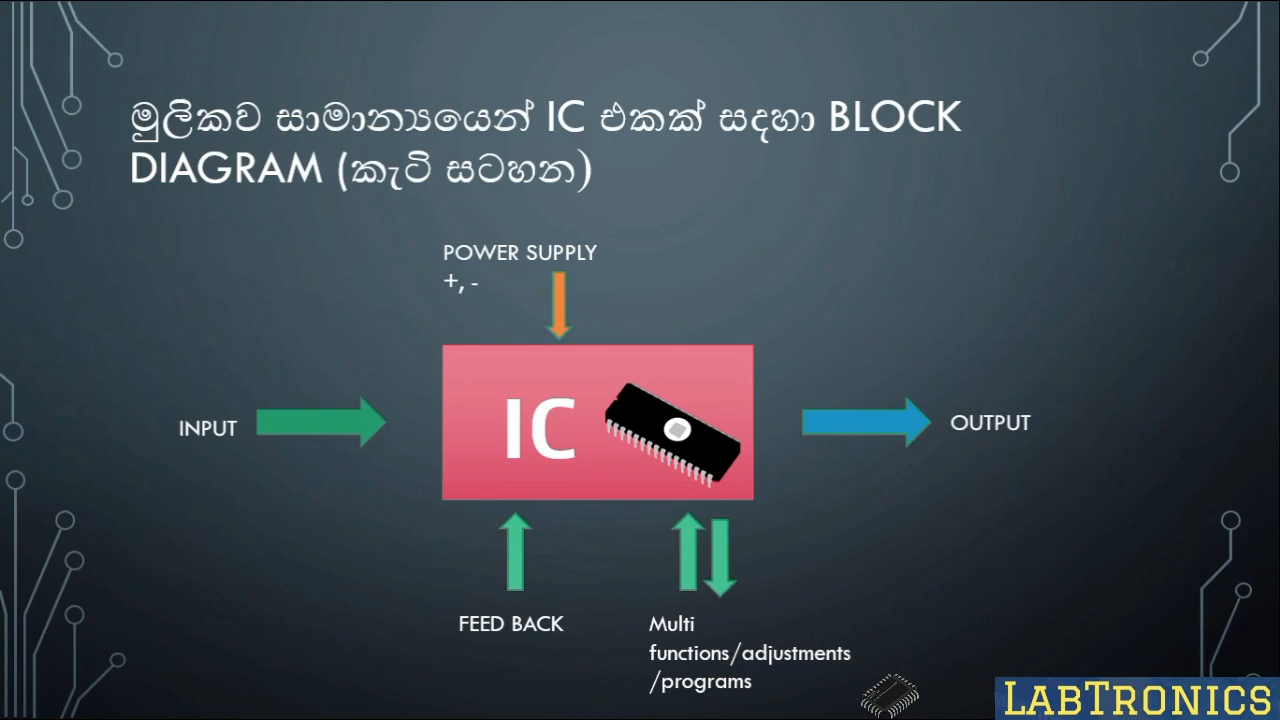 මුලිකව සාමාන්‍යයෙන් IC එකක් සදහා BLOCK
DIAGRAM (කැටි සටහන)
POWER SUPPLY
+, -
IC
INPUT
OUTPUT
FEED BACK
Multi
functions/adjustments
/programs
LABTRONICS